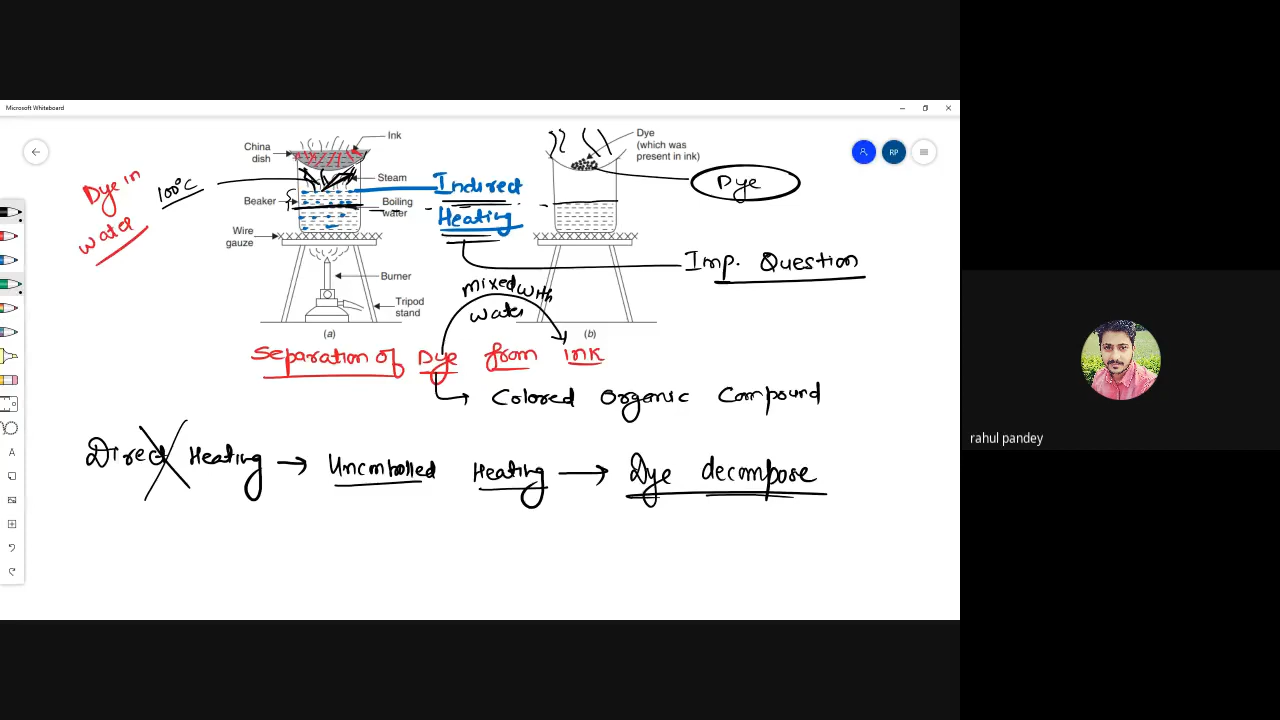 Microsoft Whiteboard
RP
Ink
China
dish
Steam
Beaker
Boiling
water
Wire
gauze
Burner
Tripod
stand
(a)
Dye in
water
100°C
Indirect
Heating
Dye
(which was
present in ink)
Dye
Imp. Question
(b)
mixed with
water
Separation of Dye from Ink
Colored Organic Compound
Direct Heating → Uncontrolled Heating → Dye decompose
A
rahul pandey